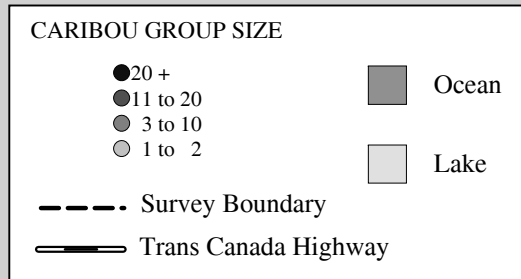 CARIBOU GROUP SIZE
20 +
11 to 20
3 to 10
1 to 2
Ocean
Lake
Survey Boundary
Trans Canada Highway